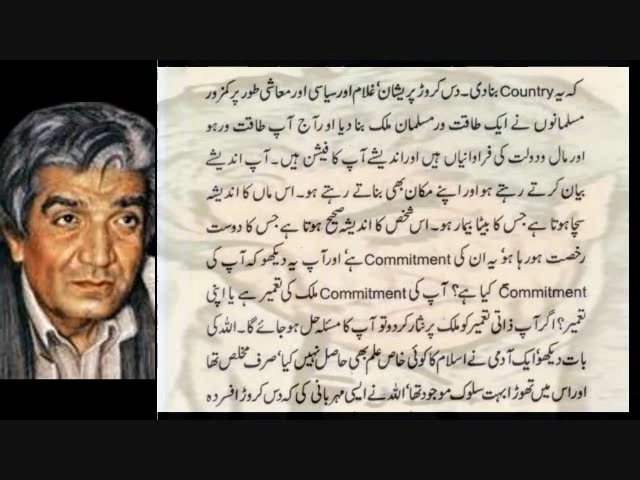 کہ یہ Country بنا دی۔ دس کروڑ پریشان، غلام اور سیاسی اور معاشی طور پر کمزور
مسلمانوں نے ایک طاقت ور مسلمان ملک بنا دیا اور آج آپ طاقت ور ہو
اور مال و دولت کی فراوانیاں ہیں اور اندیشے آپ کا فیشن ہیں۔ آپ اندیشے
بیان کرتے رہتے ہو اور اپنے مکان بھی بناتے رہتے ہو۔ اس ماں کا اندیشہ
سچا ہوتا ہے جس کا بیٹا بیمار ہو۔ اس شخص کا اندیشہ صحیح ہوتا ہے جس کا دوست
رخصت ہو رہا ہو، یہ ان کی Commitment ہے، اور آپ یہ دیکھو کہ آپ کی
Commitment کیا ہے؟ آپ کی Commitment ملک کی تعمیر ہے یا اپنی
تعمیر؟ اگر آپ ذاتی تعمیر کو ملک پر نثار کر دو تو آپ کا مسئلہ حل ہو جائے گا۔ اللہ کی
بات دیکھو، ایک آدمی نے اسلام کا کوئی خاص علم بھی حاصل نہیں کیا، صرف مخلص تھا
اور اس میں تھوڑا بہت سلوک موجود تھا، اللہ نے ایسی مہربانی کی کہ دس کروڑ افسردہ